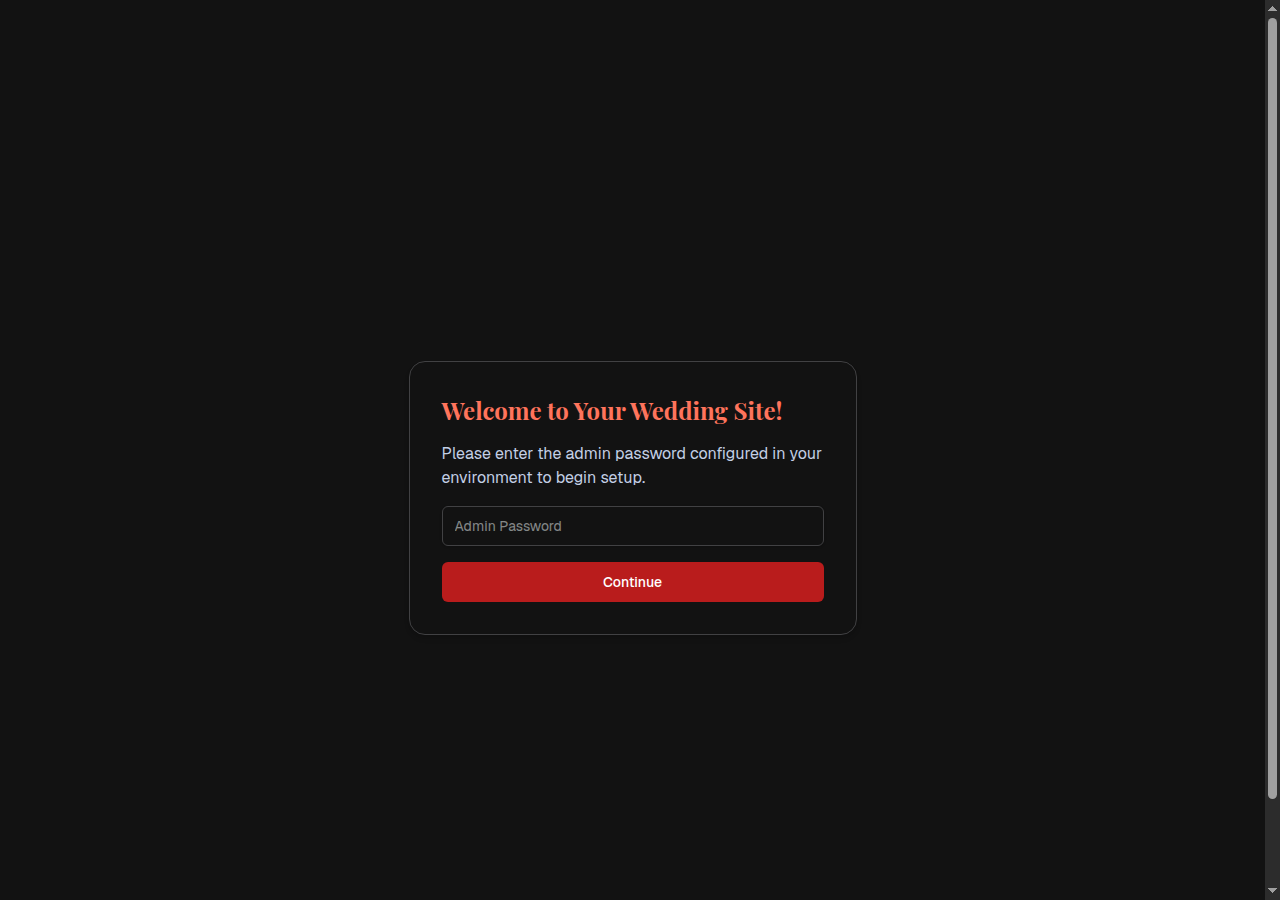 Welcome to Your Wedding Site!
Please enter the admin password configured in your
environment to begin setup.
Admin Password
Continue